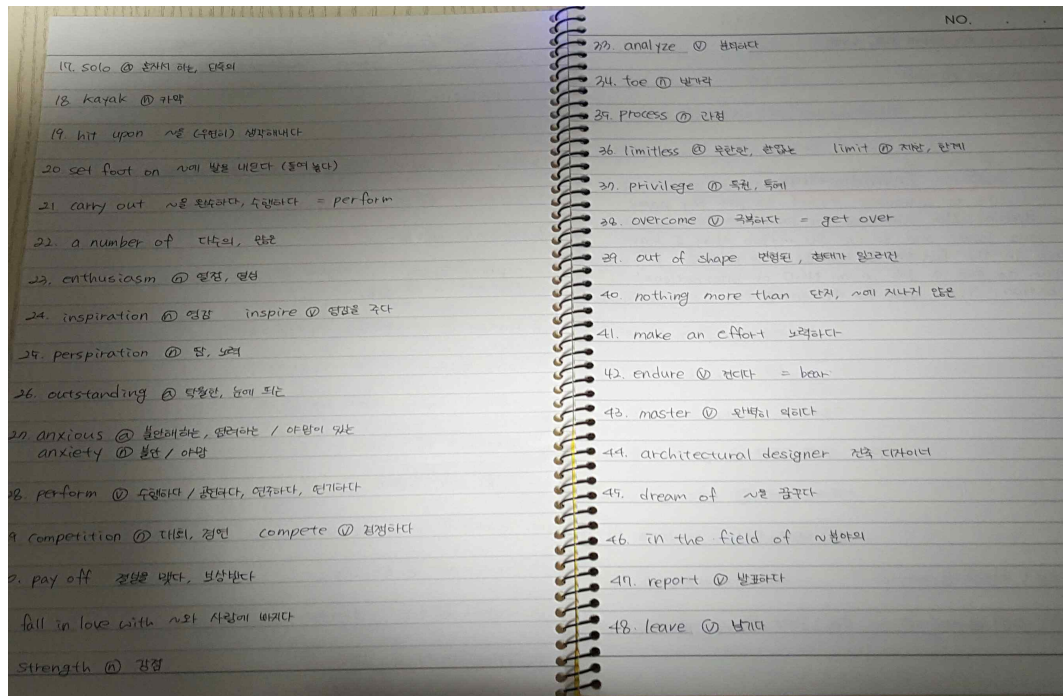 17. solo ⓐ 혼자서 하는, 단독의
18. kayak ⓝ 카약
19. hit upon ~을 (우연히) 생각해내다
20 set foot on ~에 발을 내딛다 (들여 놓다)
21 carry out ~을 완수하다, 수행하다 = perform
22. a number of 다수의, 많은
23. enthusiasm ⓝ 열정, 열성
24. inspiration ⓝ 영감 inspire ⓥ 영감을 주다
25. perspiration ⓝ 땀, 노력
26. outstanding ⓐ 탁월한, 눈에 띄는
27. anxious ⓐ 불안해하는, 염려하는 / 야망이 있는
anxiety ⓝ 불안 / 야망
28. perform ⓥ 수행하다 / 공연하다, 연주하다, 연기하다
9 competition ⓝ 대회, 경연 compete ⓥ 경쟁하다
. pay off 결실을 맺다, 보상받다
fall in love with ~와 사랑에 빠지다
strength ⓝ 강점
NO.
33. analyze ⓥ 분석하다
34. toe ⓝ 발가락
35. process ⓝ 과정
36 limitless ⓐ 무한한, 한없는 limit ⓝ 제한, 한계
37. privilege ⓝ 특권, 특혜
38. overcome ⓥ 극복하다 = get over
39. out of shape 변형된, 형태가 일그러진
40. nothing more than 단지, ~에 지나지 않은
41. make an effort 노력하다
42. endure ⓥ 견디다 = bear
43. master ⓥ 완벽히 익히다
44. architectural designer 건축 디자이너
45. dream of ~을 꿈꾸다
46. in the field of ~분야의
47. report ⓥ 발표하다
48. leave ⓥ 남기다